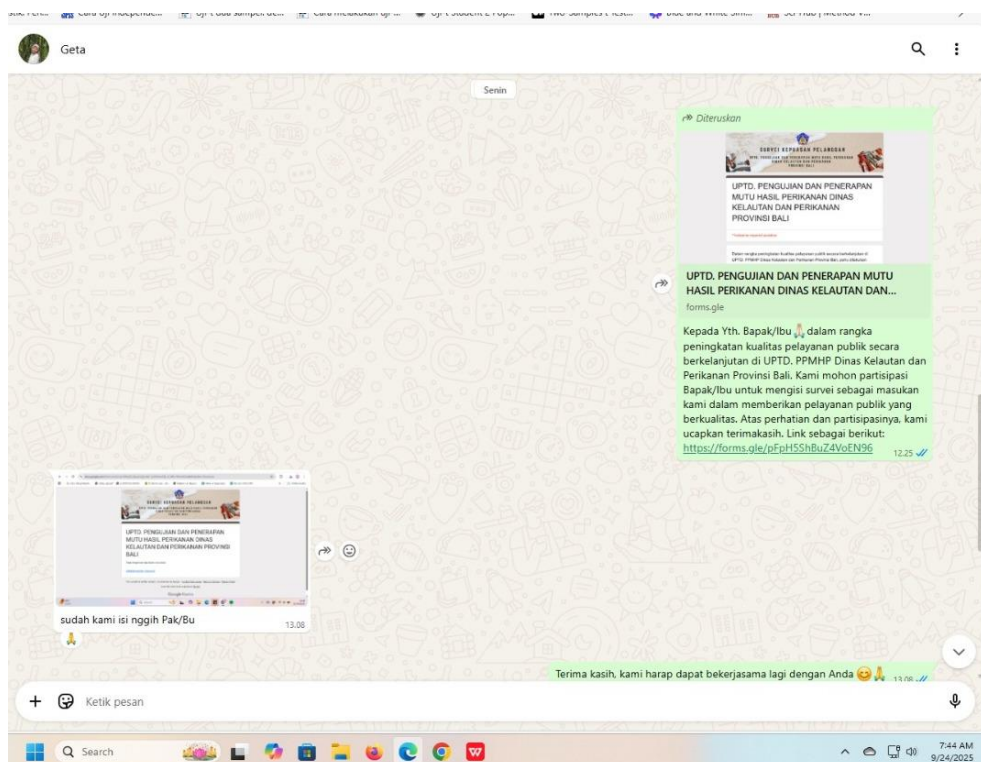 Geta
Senin
Diteruskan
SURVEI KEPUASAN PELANGGAN
UPTD. PENGUJIAN DAN PENERAPAN
MUTU HASIL PERIKANAN DINAS
KELAUTAN DAN PERIKANAN
PROVINSI BALI
UPTD. PENGUJIAN DAN PENERAPAN MUTU
HASIL PERIKANAN DINAS KELAUTAN DAN...
forms.gle
Kepada Yth. Bapak/Ibu🙏 dalam rangka
peningkatan kualitas pelayanan publik secara
berkelanjutan di UPTD. PPMHP Dinas Kelautan dan
Perikanan Provinsi Bali. Kami mohon partisipasi
Bapak/Ibu untuk mengisi survei sebagai masukan
kami dalam memberikan pelayanan publik yang
berkualitas. Atas perhatian dan partisipasinya, kami
ucapkan terimakasih. Link sebagai berikut:
https://forms.gle/pFpH5ShBuZ4VoEN96 12.25
SURVEI KEPUASAN PELANGGAN
UPTD. PENGUJIAN DAN PENERAPAN
MUTU HASIL PERIKANAN DINAS
KELAUTAN DAN PERIKANAN PROVINSI
BALI
sudah kami isi nggih Pak/Bu 13.08
Terima kasih, kami harap dapat bekerjasama lagi dengan Anda 😊🙏 13.08
Ketik pesan
Search
7:44 AM
9/24/2025